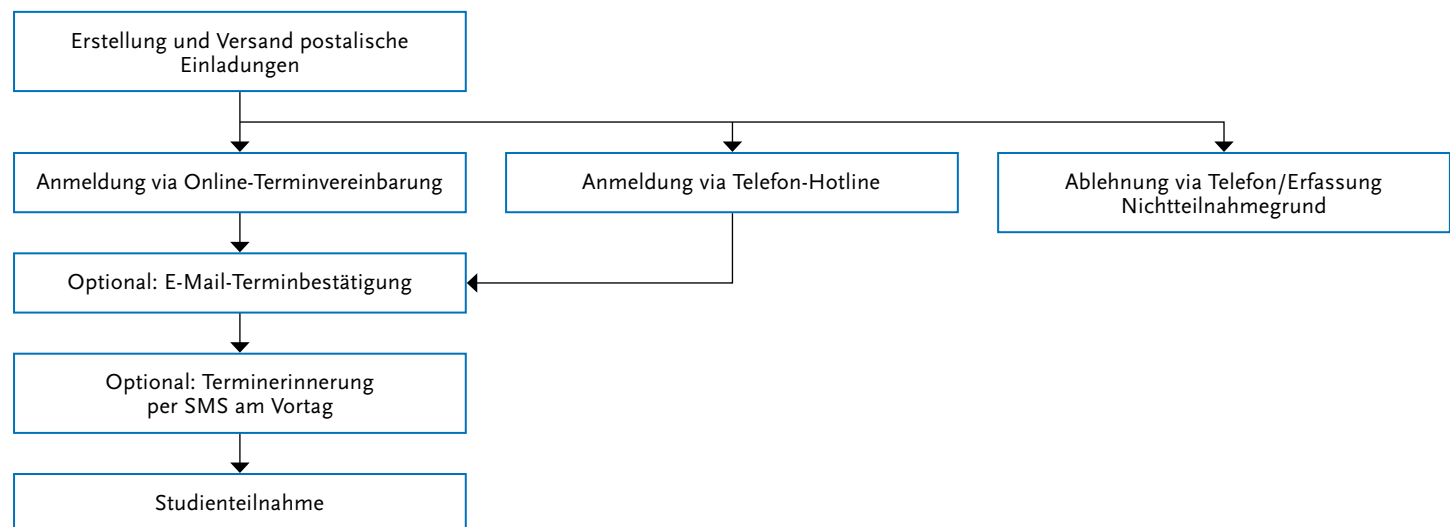 Erstellung und Versand postalische
Einladungen
Anmeldung via Online-Terminvereinbarung
Anmeldung via Telefon-Hotline
Ablehnung via Telefon/Erfassung
Nichtteilnahmegrund
Optional: E-Mail-Terminbestätigung
Optional: Terminerinnerung
per SMS am Vortag
Studienteilnahme